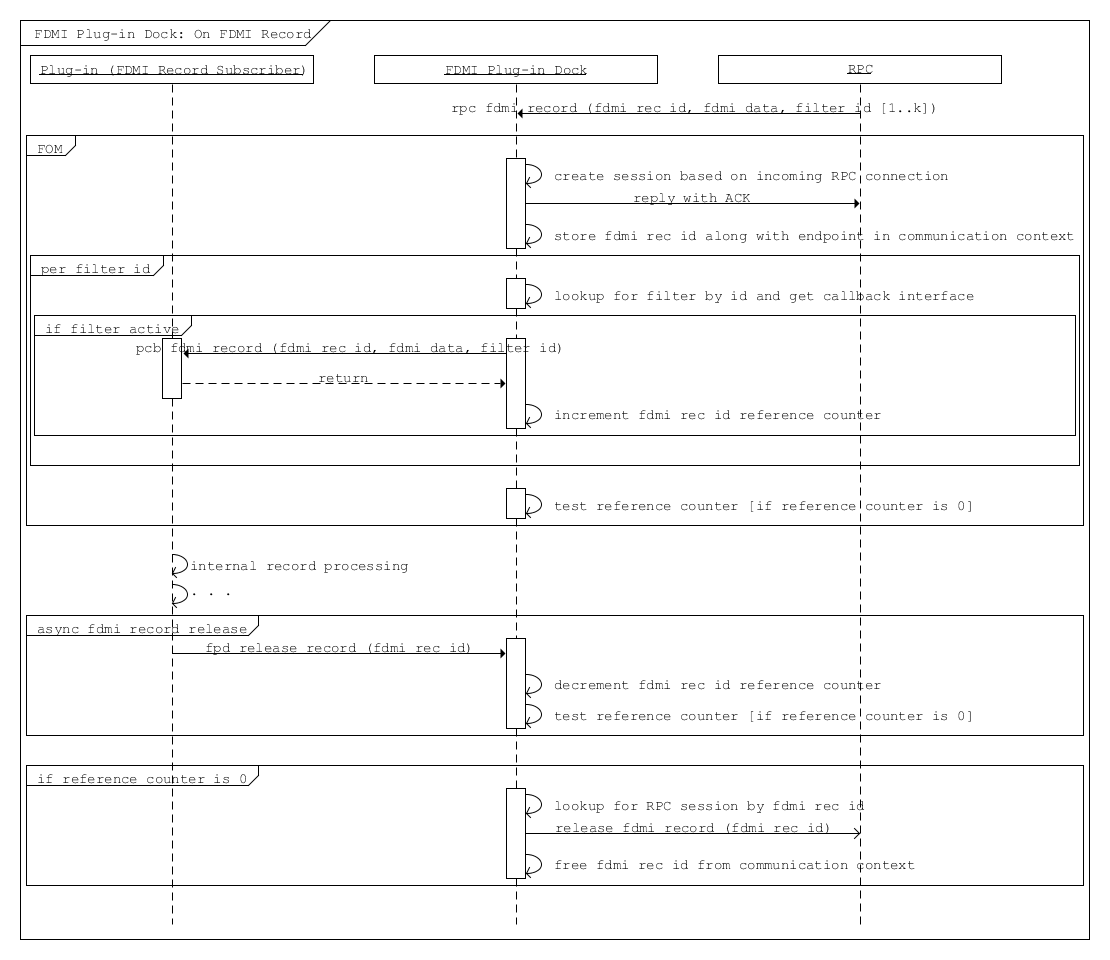 FDMI Plug-in Dock: On FDMI Record
Plug-in (FDMI Record Subscriber)
FDMI Plug-in Dock
RPC
rpc fdmi record (fdmi rec id, fdmi data, filter id [1..k])
FOM
create session based on incoming RPC connection
reply with ACK
store fdmi rec id along with endpoint in communication context
per filter id
lookup for filter by id and get callback interface
if filter active
pcb fdmi record (fdmi rec id, fdmi data, filter id)
return
increment fdmi rec id reference counter
test reference counter [if reference counter is 0]
internal record processing
. . .
async fdmi record release
fpd release record (fdmi rec id)
decrement fdmi rec id reference counter
test reference counter [if reference counter is 0]
if reference counter is 0
lookup for RPC session by fdmi rec id
release fdmi record (fdmi rec id)
free fdmi rec id from communication context